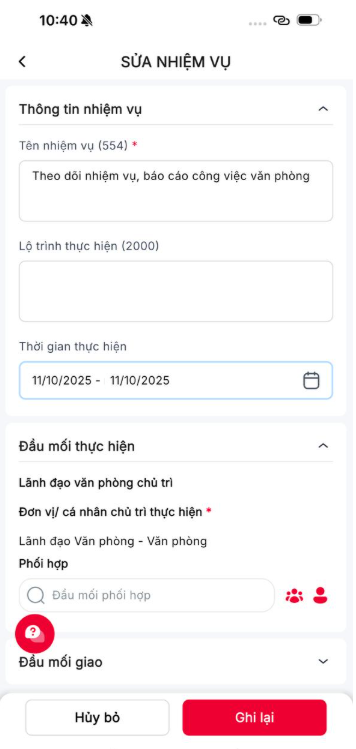 10:40
SỬA NHIỆM VỤ
Thông tin nhiệm vụ
Tên nhiệm vụ (554) *
Theo dõi nhiệm vụ, báo cáo công việc văn phòng
Lộ trình thực hiện (2000)
Thời gian thực hiện
11/10/2025 - 11/10/2025
Đầu mối thực hiện
Lãnh đạo văn phòng chủ trì
Đơn vị/ cá nhân chủ trì thực hiện *
Lãnh đạo Văn phòng - Văn phòng
Phối hợp
Đầu mối phối hợp
Đầu mối giao
Hủy bỏ
Ghi lại